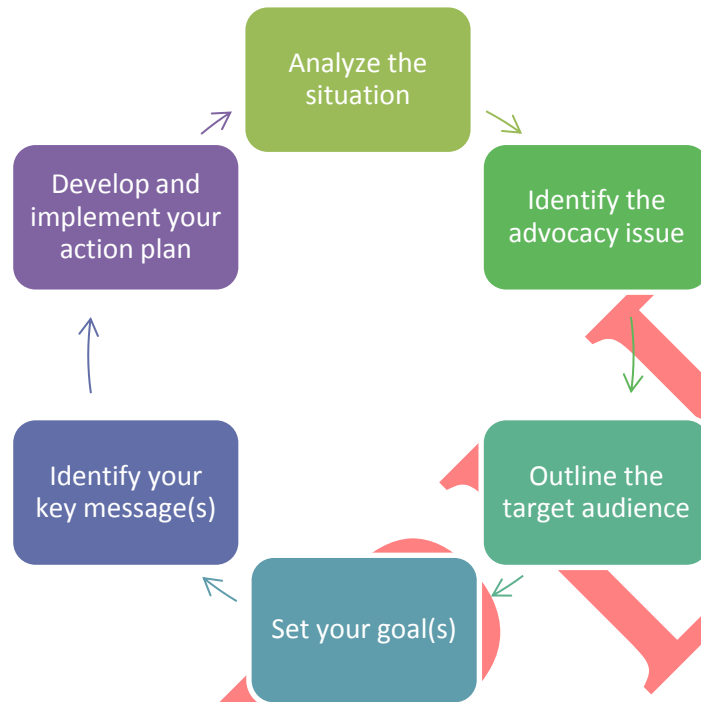 Analyze the
situation
Identify the
advocacy issue
Outline the
target audience
Set your goal(s)
Identify your
key message(s)
Develop and
implement your
action plan